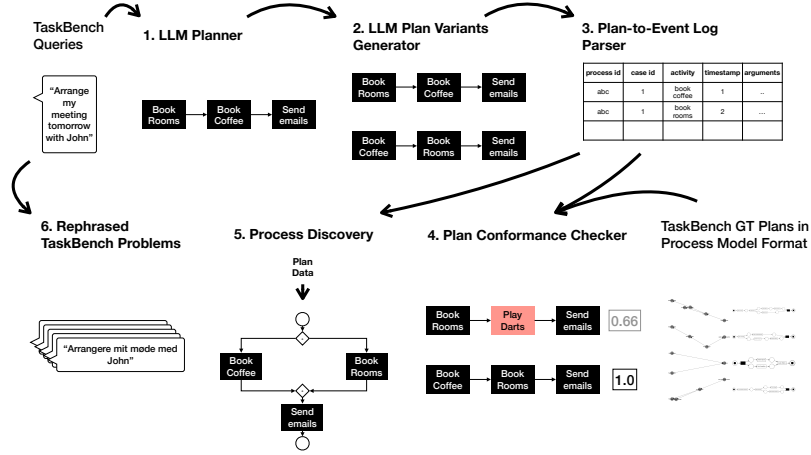 TaskBench
Queries
1. LLM Planner
2. LLM Plan Variants
Generator
3. Plan-to-Event Log
Parser
"Arrange
my
meeting
tomorrow
with John"
Book
Rooms
Book
Coffee
Send
emails
Book
Rooms
Book
Coffee
Send
emails
Book
Coffee
Book
Rooms
Send
emails
process id case id activity timestamp arguments
abc 1 book
coffee 1 ..
abc 1 book
rooms 2 ...
6. Rephrased
TaskBench Problems
5. Process Discovery
4. Plan Conformance Checker
TaskBench GT Plans in
Process Model Format
"Arrangere mit møde med
John"
Plan
Data
Book
Coffee
Book
Rooms
Send
emails
Book
Rooms
Play
Darts
Send
emails
0.66
Book
Coffee
Book
Rooms
Send
emails
1.0